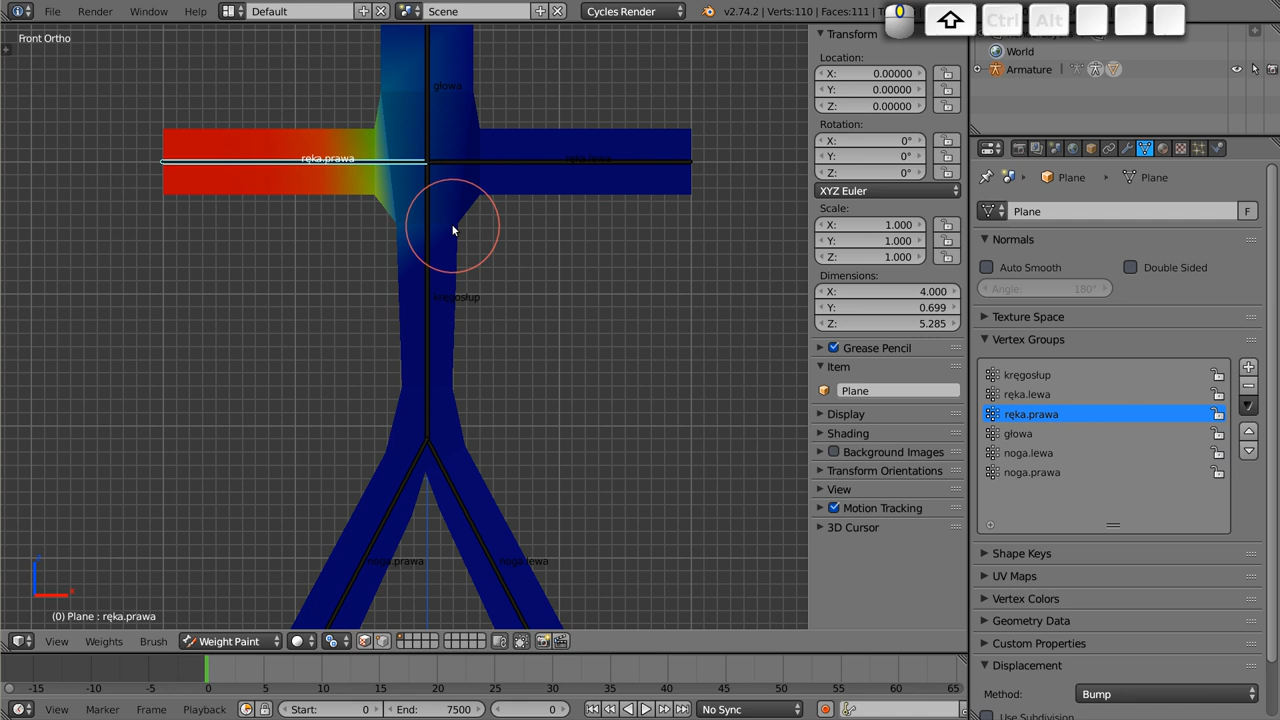 File Render Window Help Default Scene Cycles Render v2.74.2 | Verts:110 | Faces:111 |
Ctrl Alt
Front Ortho
głowa
ręka.prawa
ręka.lewa
kręgosłup
noga.prawa
noga.lewa
(0) Plane : ręka.prawa
View Weights Brush Weight Paint
-15 -10 -5 0 5 10 15 20 25 30 35 40 45 50 55 60 65
View Marker Frame Playback Start: 0 End: 7500 0 No Sync
Transform
Location:
X: 0.00000
Y: 0.00000
Z: 0.00000
Rotation:
X: 0°
Y: 0°
Z: 0°
XYZ Euler
Scale:
X: 1.000
Y: 1.000
Z: 1.000
Dimensions:
X: 4.000
Y: 0.699
Z: 5.285
Grease Pencil
Item
Plane
Display
Shading
Background Images
Transform Orientations
View
Motion Tracking
3D Cursor
World
Armature
Plane Plane
Plane F
Normals
Auto Smooth Double Sided
Angle: 180°
Texture Space
Vertex Groups
kręgosłup
ręka.lewa
ręka.prawa
głowa
noga.lewa
noga.prawa
Shape Keys
UV Maps
Vertex Colors
Geometry Data
Custom Properties
Displacement
Method: Bump
Use Subdivision